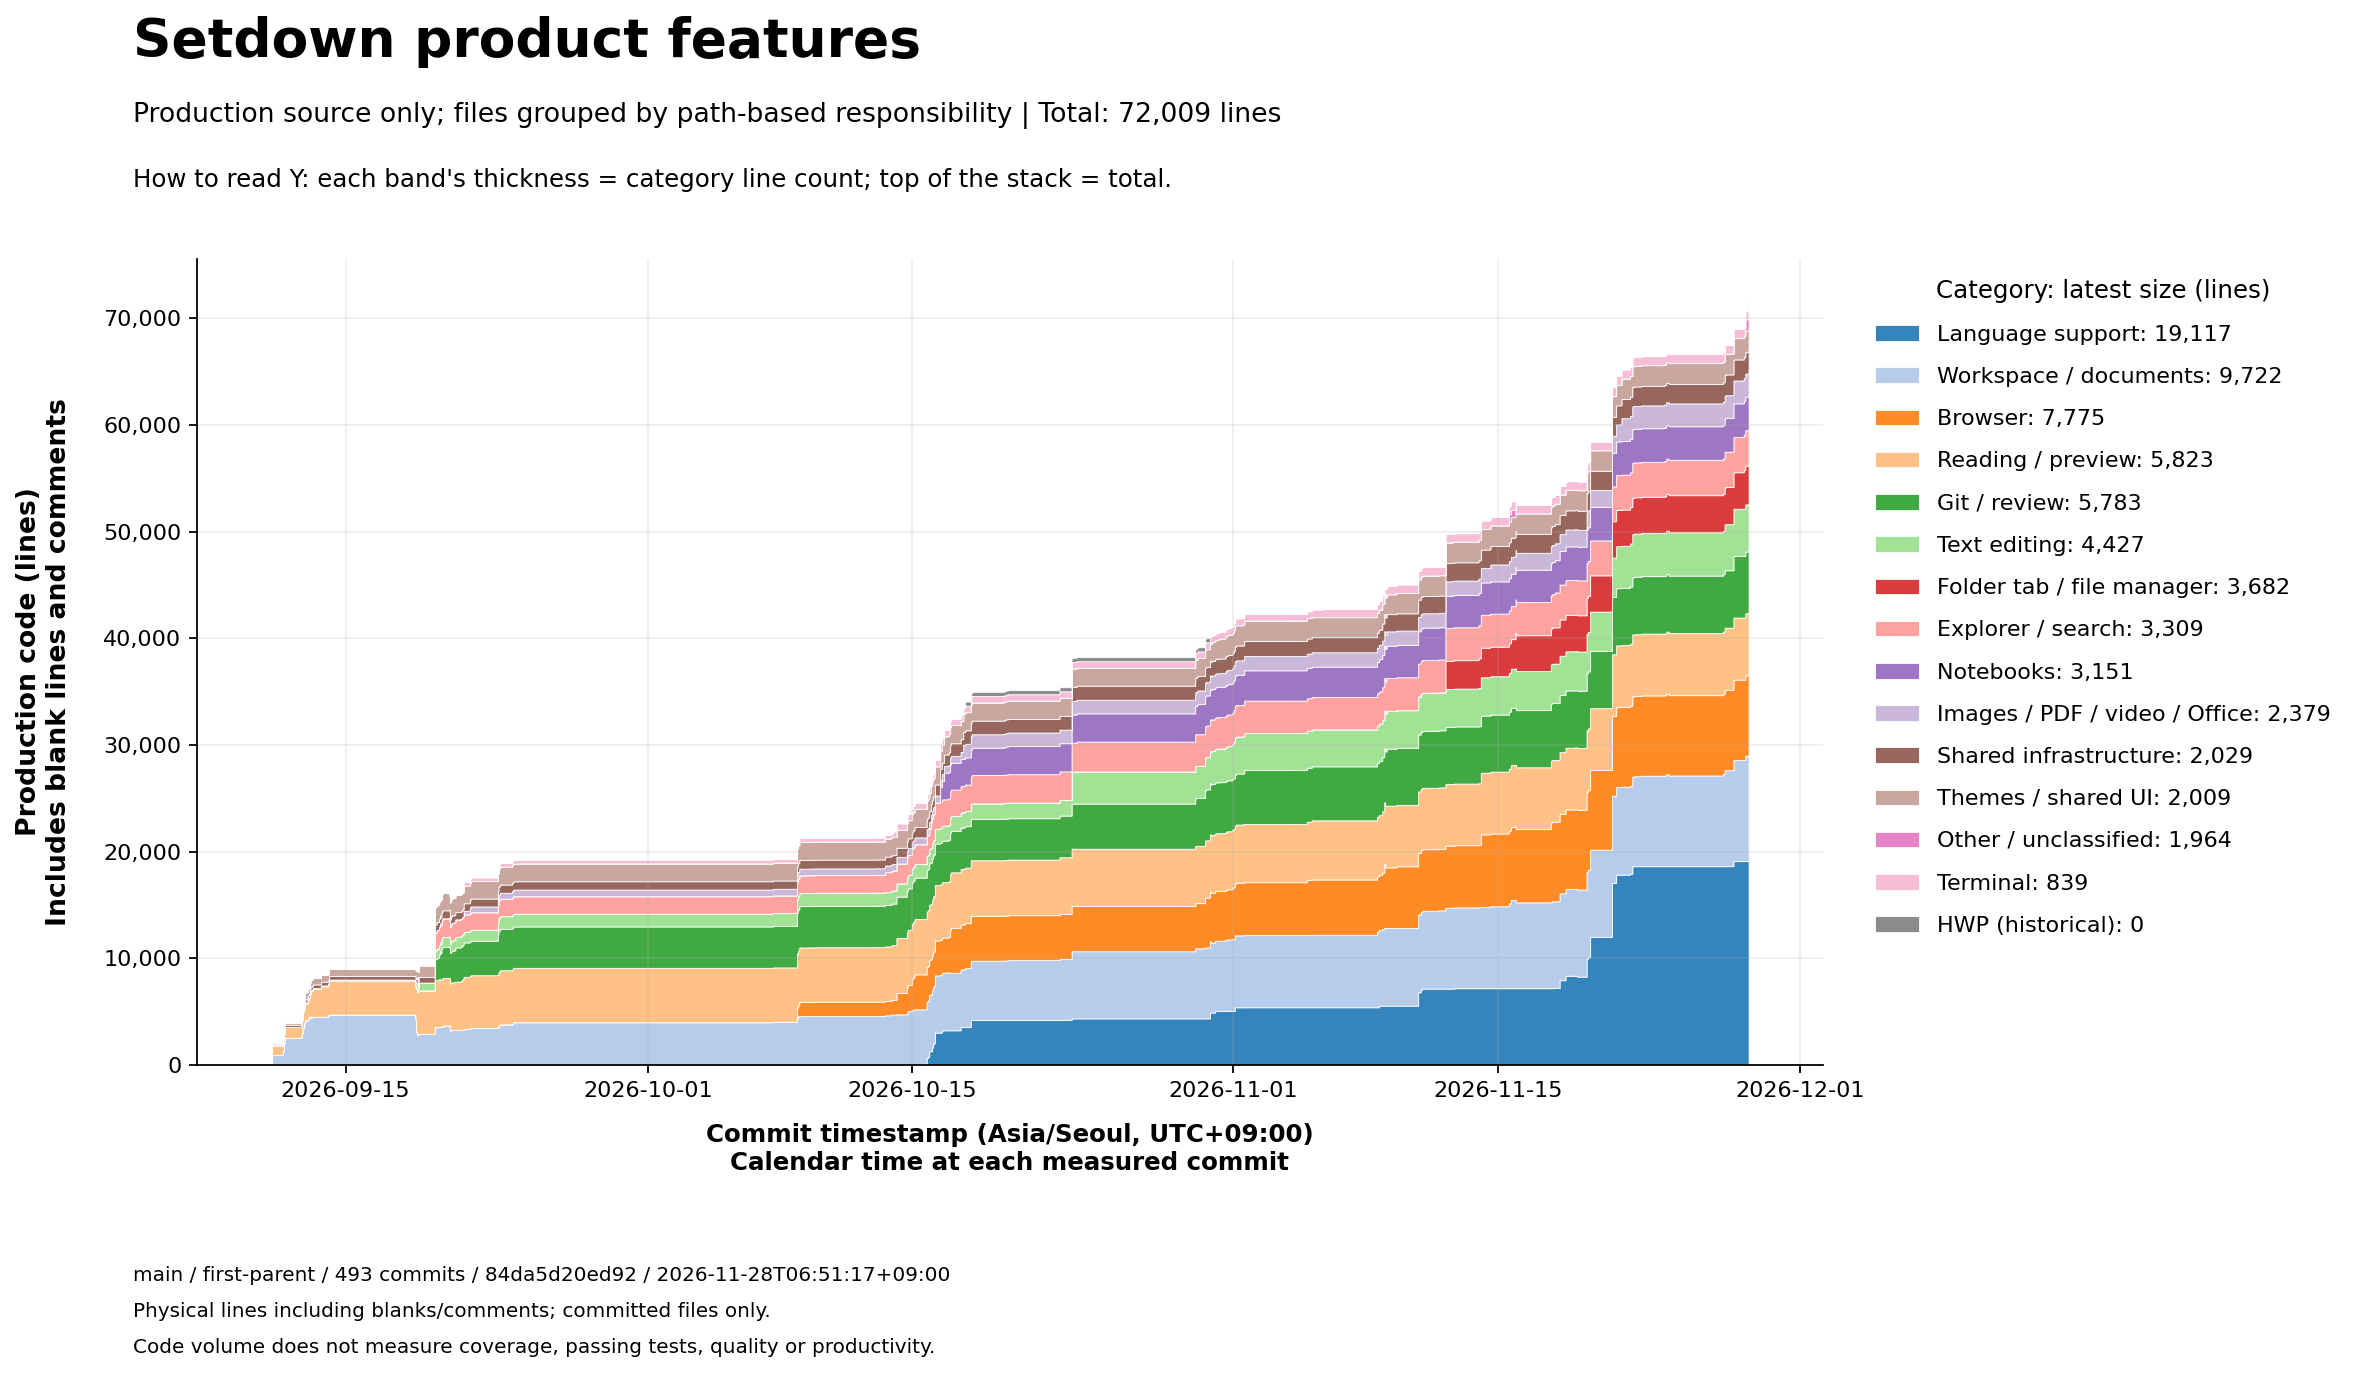 Setdown product features
Production source only; files grouped by path-based responsibility | Total: 72,009 lines
How to read Y: each band's thickness = category line count; top of the stack = total.
Production code (lines)
Includes blank lines and comments
70,000
60,000
50,000
40,000
30,000
20,000
10,000
0
2026-09-15
2026-10-01
2026-10-15
2026-11-01
2026-11-15
2026-12-01
Commit timestamp (Asia/Seoul, UTC+09:00)
Calendar time at each measured commit
Category: latest size (lines)
Language support: 19,117
Workspace / documents: 9,722
Browser: 7,775
Reading / preview: 5,823
Git / review: 5,783
Text editing: 4,427
Folder tab / file manager: 3,682
Explorer / search: 3,309
Notebooks: 3,151
Images / PDF / video / Office: 2,379
Shared infrastructure: 2,029
Themes / shared UI: 2,009
Other / unclassified: 1,964
Terminal: 839
HWP (historical): 0
main / first-parent / 493 commits / 84da5d20ed92 / 2026-11-28T06:51:17+09:00
Physical lines including blanks/comments; committed files only.
Code volume does not measure coverage, passing tests, quality or productivity.